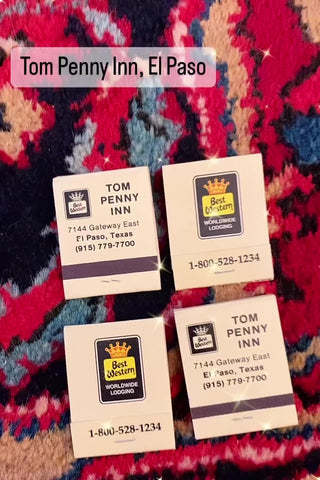 Tom Penny Inn, El Paso
Best
Western
TOM
PENNY
INN
7144 Gateway East
El Paso, Texas
(915) 779-7700
Best
Western
WORLDWIDE
LODGING
1-800-528-1234
Best
Western
WORLDWIDE
LODGING
1-800-528-1234
Best
Western
TOM
PENNY
INN
7144 Gateway East
El Paso, Texas
(915) 779-7700